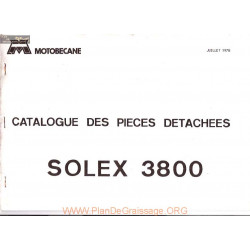 MOTOBECANE
JUILLET 1978
CATALOGUE DES PIECES DETACHEES
SOLEX 3800
www.PlanDeGraissage.ORG